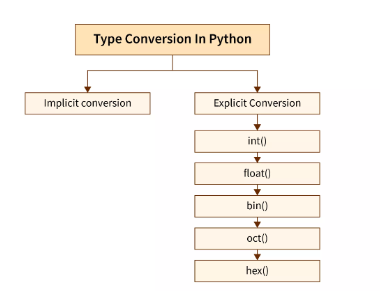 Type Conversion In Python
Implicit conversion
Explicit Conversion
int()
float()
bin()
oct()
hex()